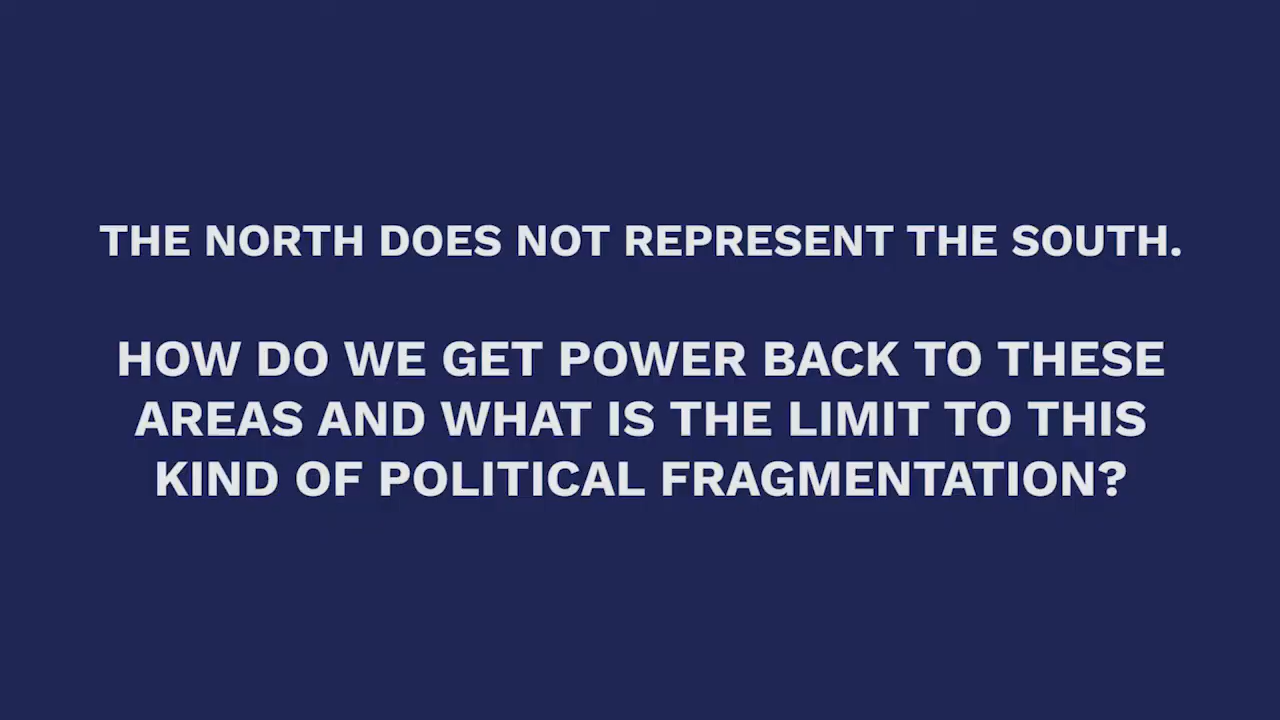 THE NORTH DOES NOT REPRESENT THE SOUTH.
HOW DO WE GET POWER BACK TO THESE
AREAS AND WHAT IS THE LIMIT TO THIS
KIND OF POLITICAL FRAGMENTATION?